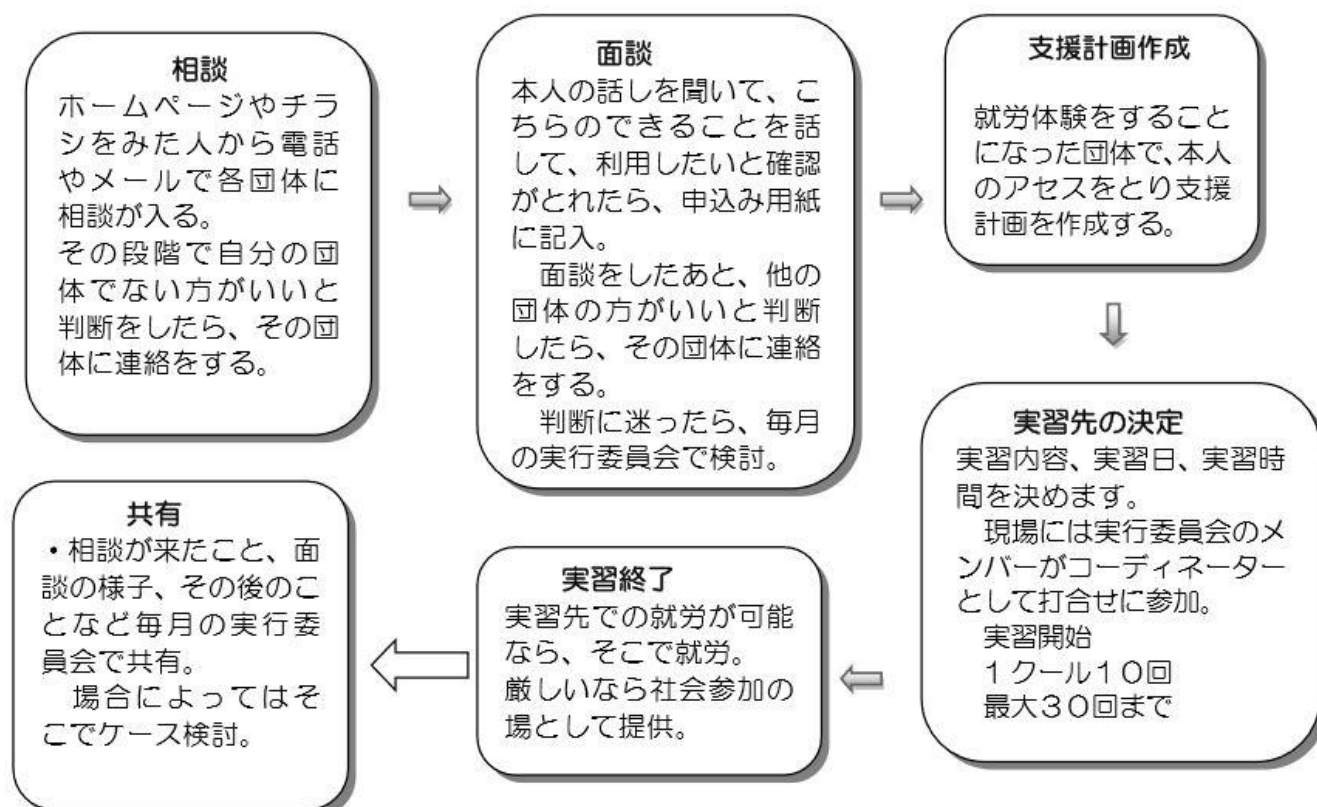 相談
ホームページやチラ
シをみた人から電話
やメールで各団体に
相談が入る。
その段階で自分の団
体でない方がいいと
判断をしたら、その団
体に連絡をする。
面談
本人の話しを聞いて、こ
ちらのできることを話
して、利用したいと確認
がとれたら、申込み用紙
に記入。
　面談をしたあと、他の
団体の方がいいと判断
したら、その団体に連絡
をする。
　判断に迷ったら、毎月
の実行委員会で検討。
支援計画作成
就労体験をすること
になった団体で、本人
のアセスをとり支援
計画を作成する。
実習先の決定
実習内容、実習日、実習時
間を決めます。
　現場には実行委員会のメ
ンバーがコーディネーター
として打合せに参加。
　実習開始
　１クール１０回
　最大３０回まで
実習終了
実習先での就労が可能
なら、そこで就労。
厳しいなら社会参加の
場として提供。
共有
・相談が来たこと、面
談の様子、その後のこ
となど毎月の実行委
員会で共有。
　場合によってはそ
こでケース検討。